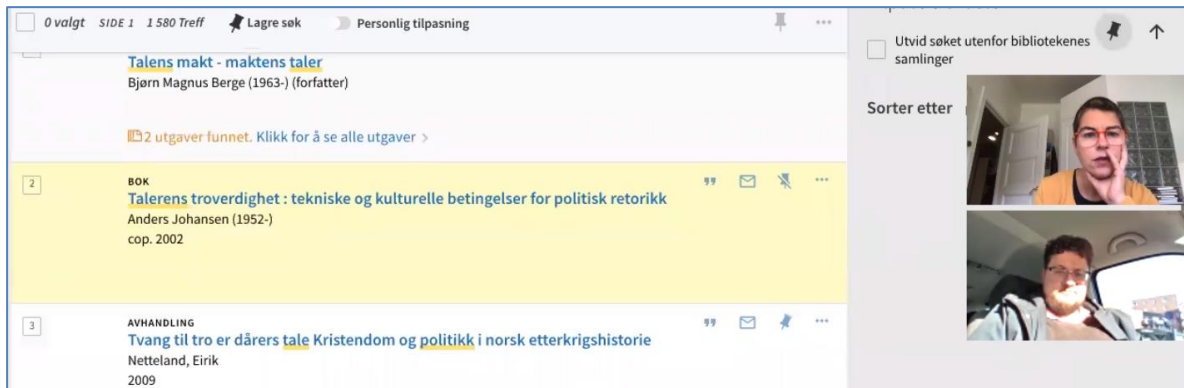 0 valgt SIDE 1 1 580 Treff Lagre søk Personlig tilpasning
Talens makt - maktens taler
Bjørn Magnus Berge (1963-) (forfatter)
2 utgaver funnet. Klikk for å se alle utgaver
2
BOK
Talerens troverdighet : tekniske og kulturelle betingelser for politisk retorikk
Anders Johansen (1952-)
cop. 2002
3
AVHANDLING
Tvang til tro er dårers tale Kristendom og politikk i norsk etterkrigshistorie
Netteland, Eirik
2009
Utvid søket utenfor bibliotekenes
samlinger
Sorter etter